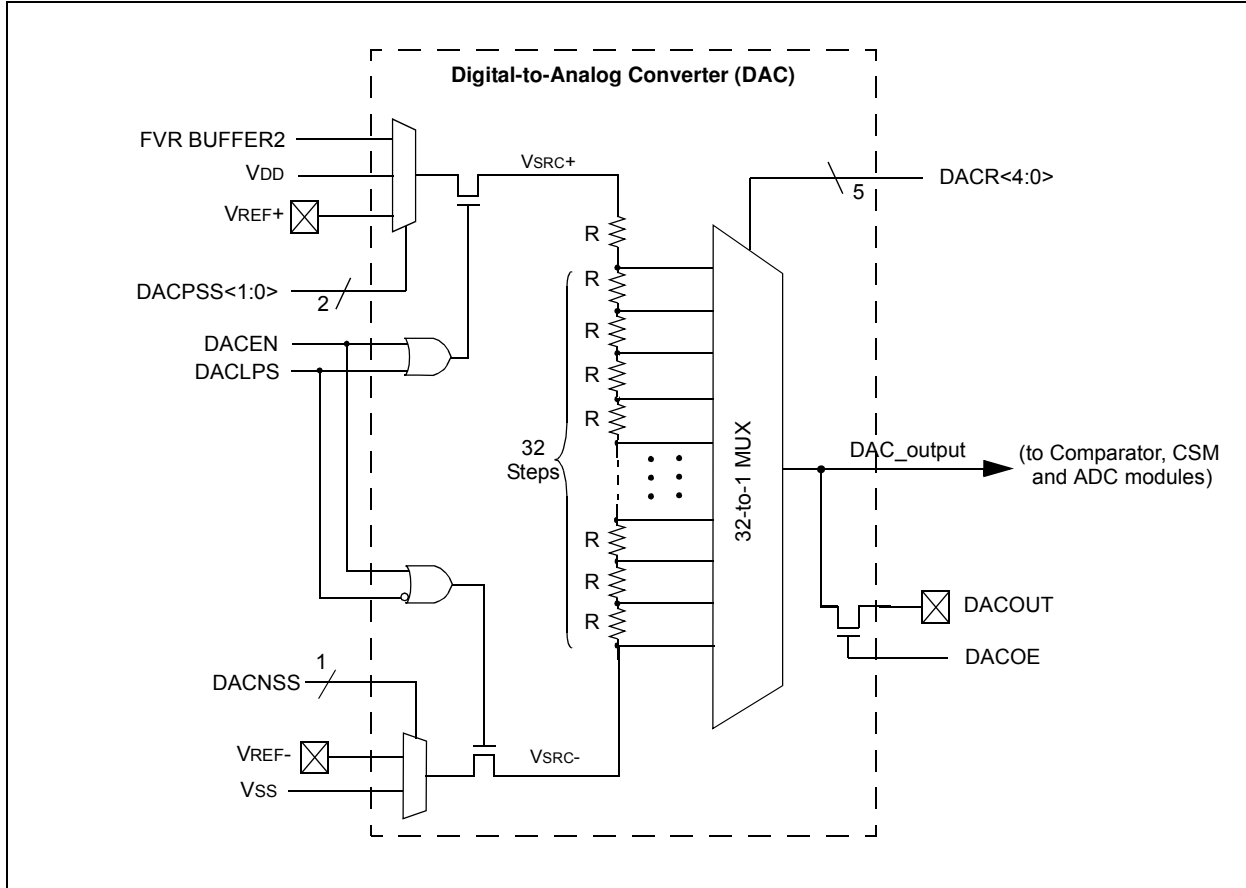 Digital-to-Analog Converter (DAC)
FVR BUFFER2
VDD
VREF+
DACPSS<1:0>
2
DACEN
DACLPS
VSRC+
R
R
R
R
R
32
Steps
R
R
R
32-to-1 MUX
5
DACR<4:0>
DAC_output
(to Comparator, CSM
and ADC modules)
DACOUT
DACOE
DACNSS
1
VREF-
VSS
VSRC-